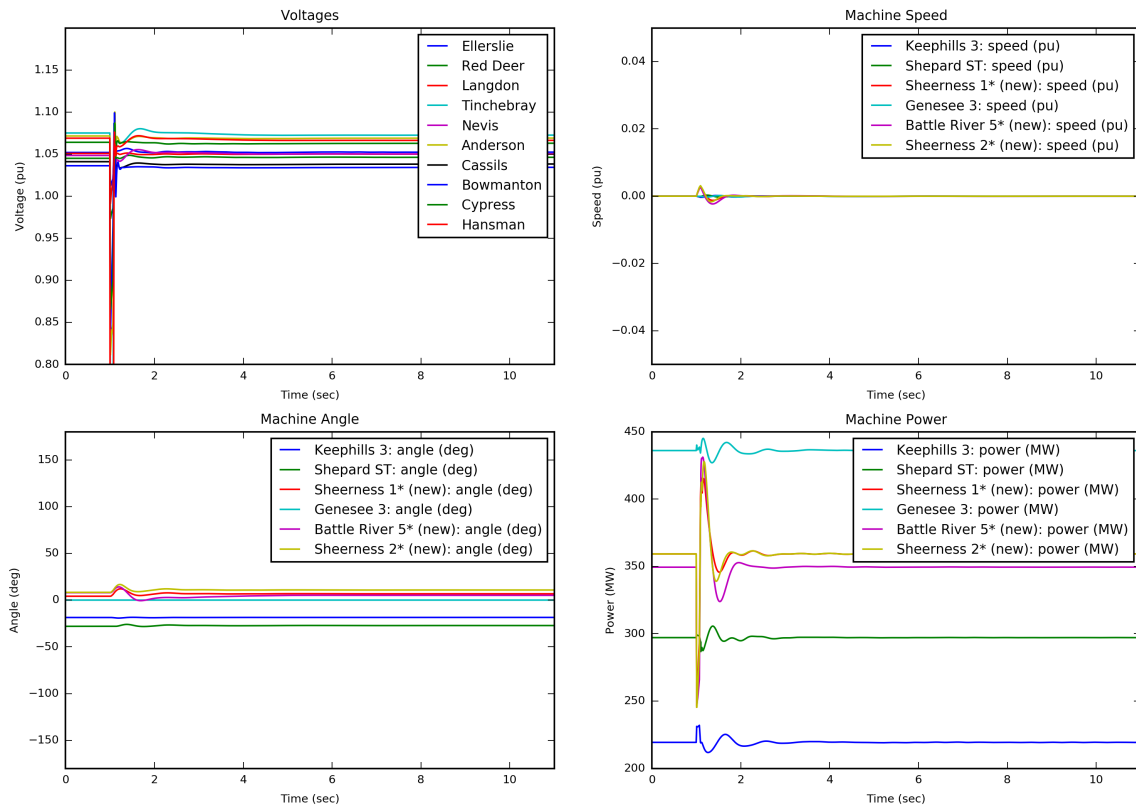 Voltages
1.15
1.10
1.05
1.00
0.95
0.90
0.85
0.80
Voltage (pu)
Ellerslie
Red Deer
Langdon
Tinchebray
Nevis
Anderson
Cassils
Bowmanton
Cypress
Hansman
0 2 4 6 8 10
Time (sec)
Machine Speed
0.04
0.02
0.00
−0.02
−0.04
Speed (pu)
Keephills 3: speed (pu)
Shepard ST: speed (pu)
Sheerness 1* (new): speed (pu)
Genesee 3: speed (pu)
Battle River 5* (new): speed (pu)
Sheerness 2* (new): speed (pu)
0 2 4 6 8 10
Time (sec)
Machine Angle
150
100
50
0
−50
−100
−150
Angle (deg)
Keephills 3: angle (deg)
Shepard ST: angle (deg)
Sheerness 1* (new): angle (deg)
Genesee 3: angle (deg)
Battle River 5* (new): angle (deg)
Sheerness 2* (new): angle (deg)
0 2 4 6 8 10
Time (sec)
Machine Power
450
400
350
300
250
200
Power (MW)
Keephills 3: power (MW)
Shepard ST: power (MW)
Sheerness 1* (new): power (MW)
Genesee 3: power (MW)
Battle River 5* (new): power (MW)
Sheerness 2* (new): power (MW)
0 2 4 6 8 10
Time (sec)